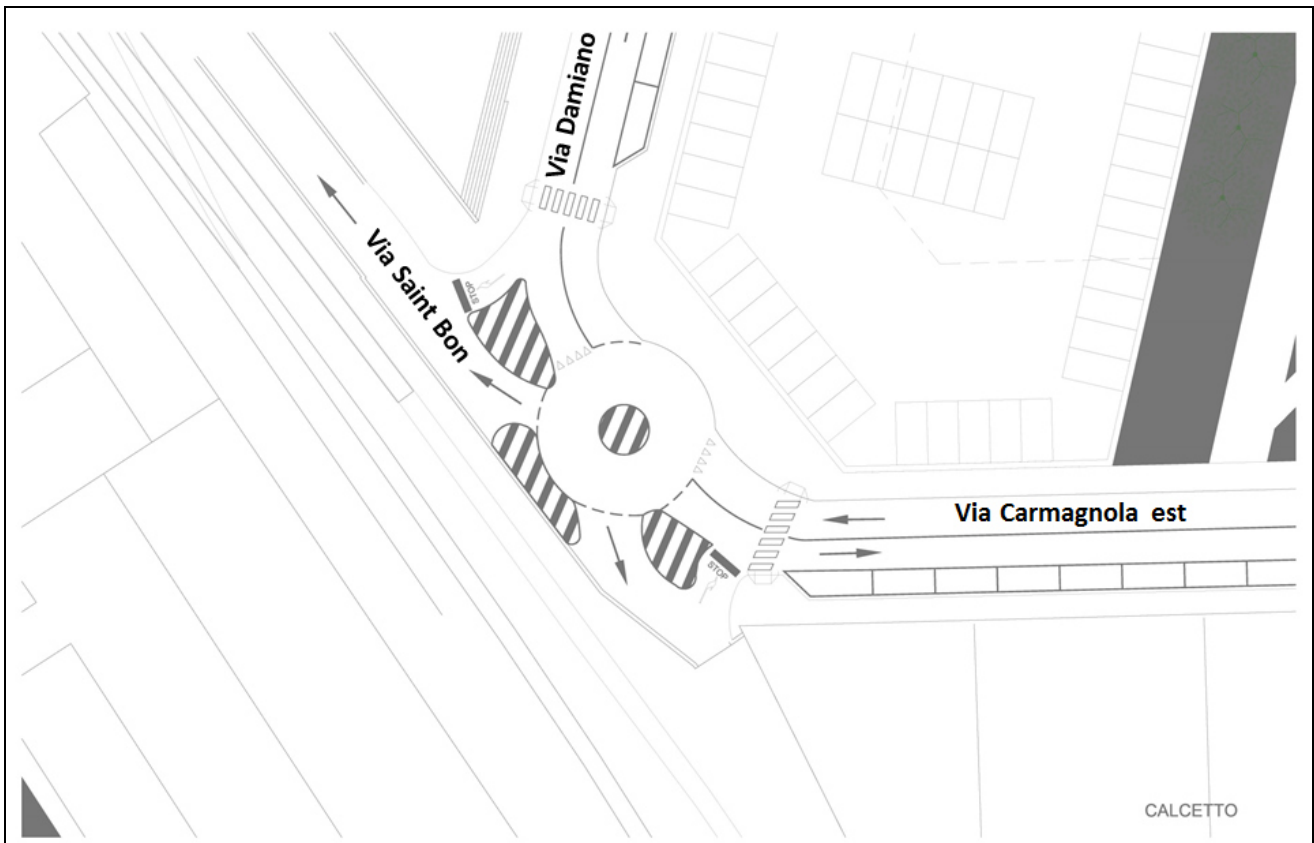 Via Damiano
Via Saint Bon
STOP
Via Carmagnola est
STOP
CALCETTO